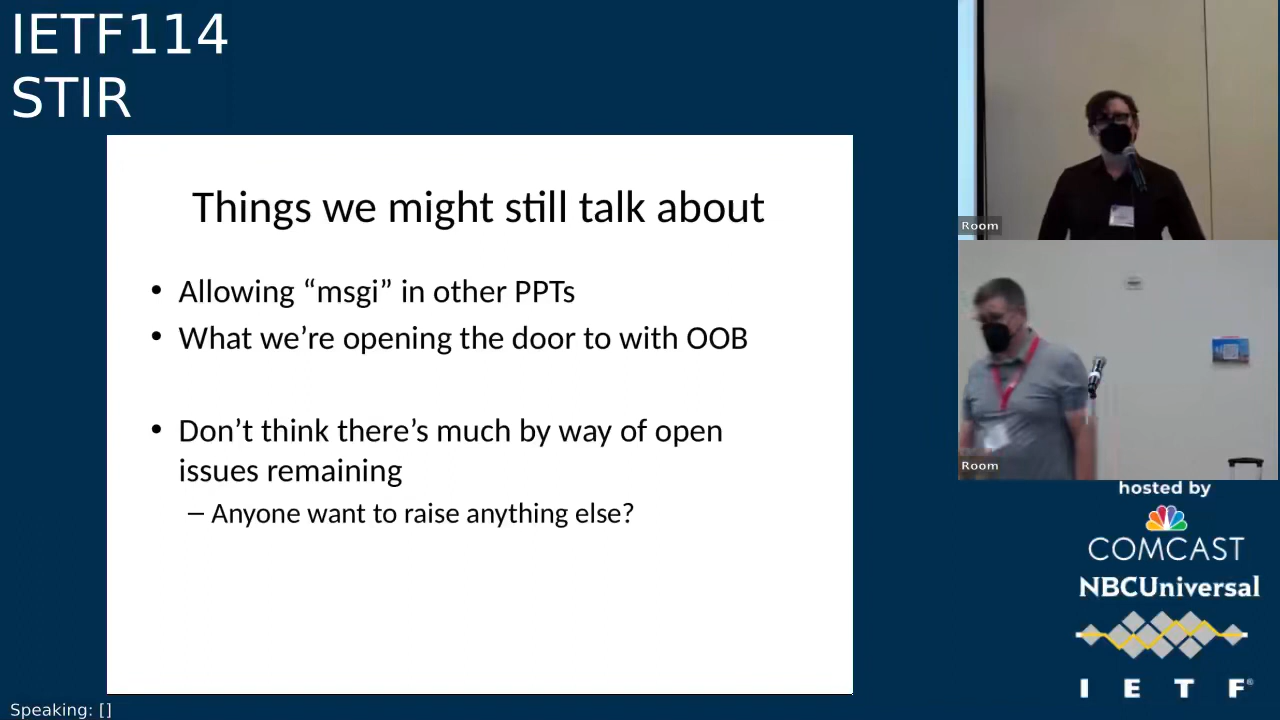 IETF114
STIR
Things we might still talk about
• Allowing “msgi” in other PPTs
• What we’re opening the door to with OOB
• Don’t think there’s much by way of open
issues remaining
– Anyone want to raise anything else?
Room
Room
hosted by
COMCAST
NBCUniversal
I E T F®
Speaking: []